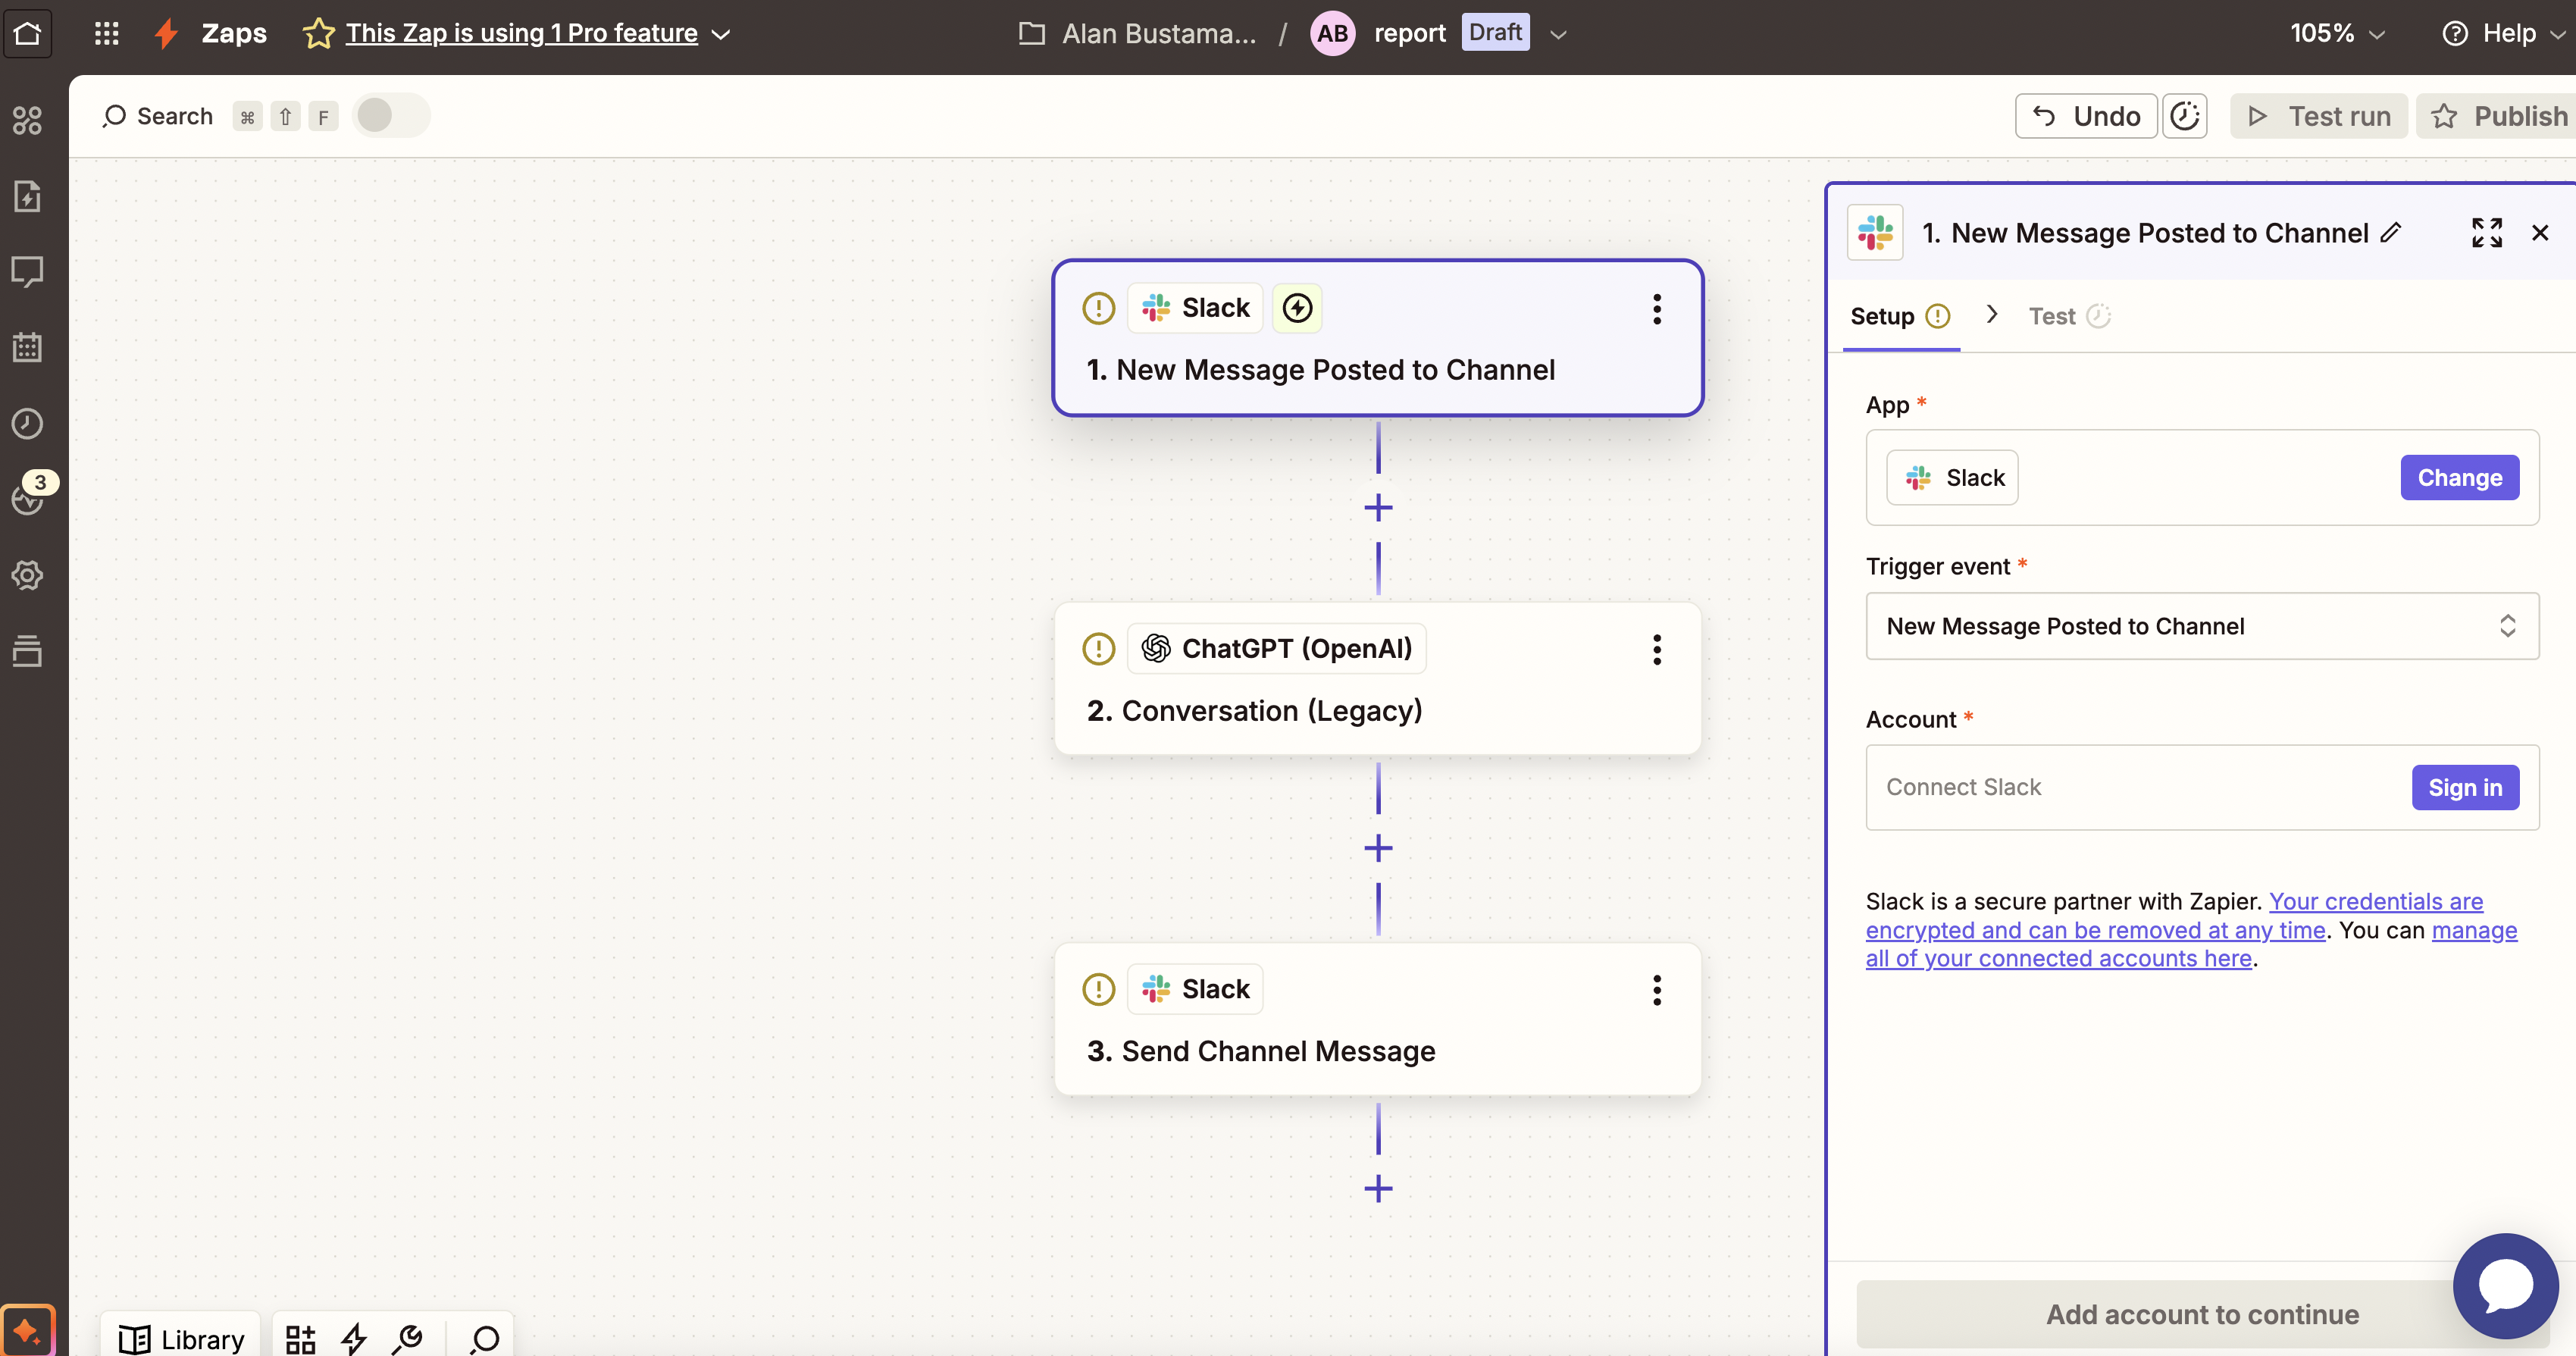 Zaps
This Zap is using 1 Pro feature
Alan Bustama... / AB report Draft
105%
Help
Search ⌘ ⇧ F
Undo
Test run
Publish
3
Slack
1. New Message Posted to Channel
ChatGPT (OpenAI)
2. Conversation (Legacy)
Slack
3. Send Channel Message
Library
1. New Message Posted to Channel
Setup
Test
App *
Slack
Change
Trigger event *
New Message Posted to Channel
Account *
Connect Slack
Sign in
Slack is a secure partner with Zapier. Your credentials are
encrypted and can be removed at any time. You can manage
all of your connected accounts here.
Add account to continue